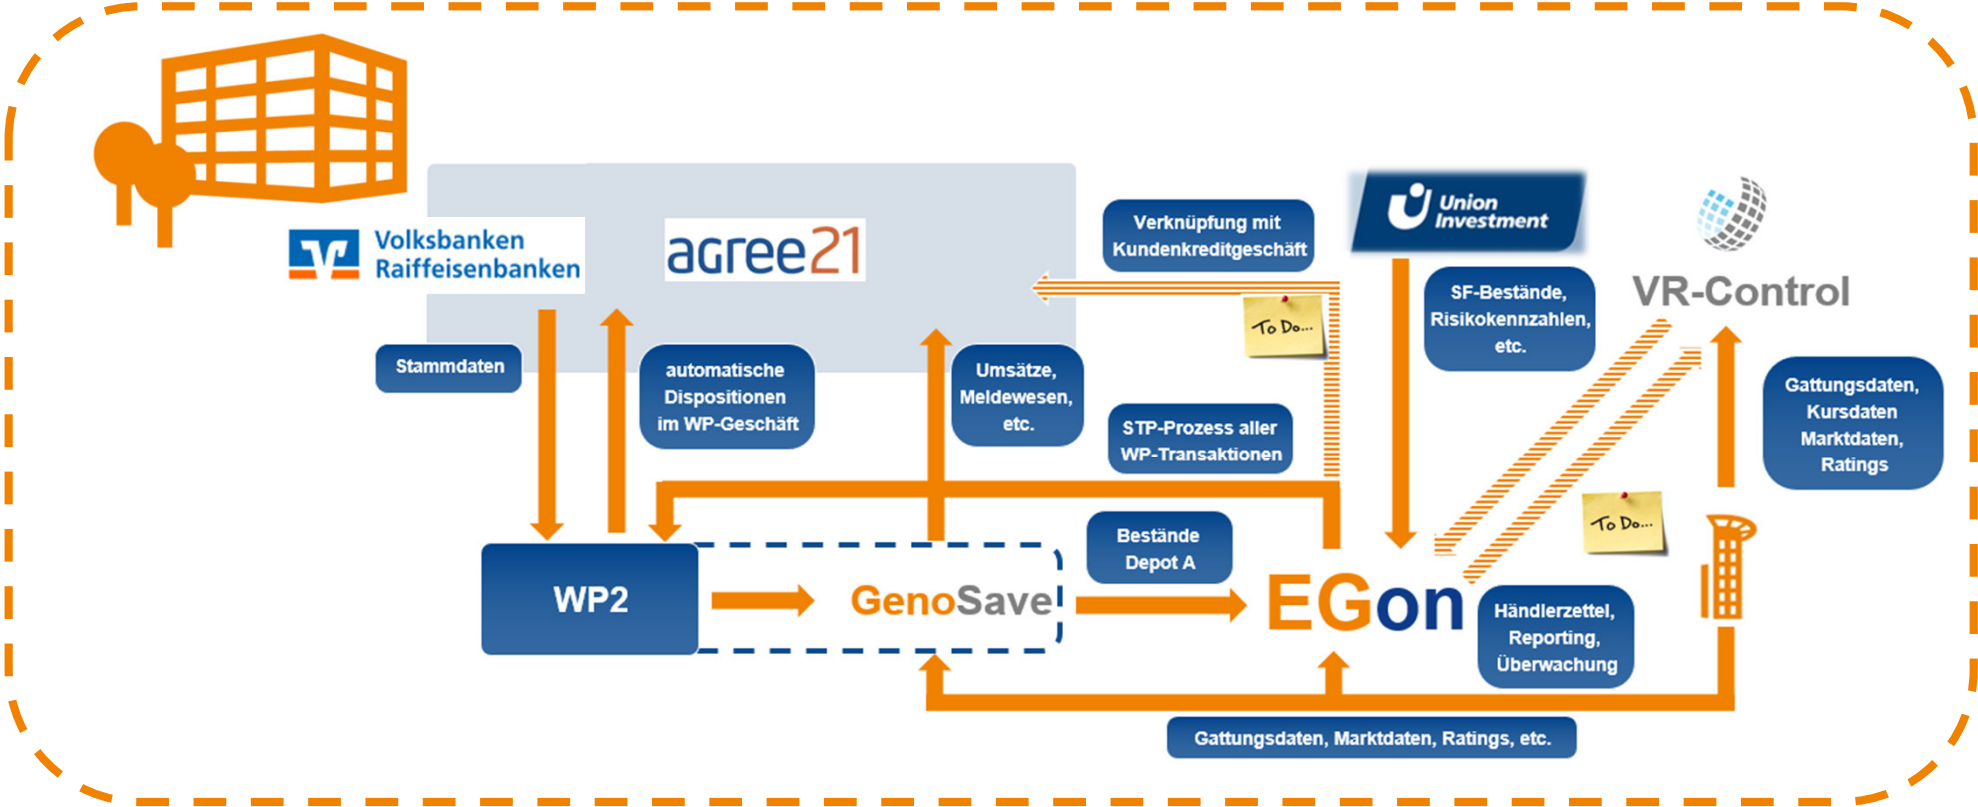 Volksbanken
Raiffeisenbanken
agree21
Verknüpfung mit
Kundenkreditgeschäft
Union
Investment
VR-Control
SF-Bestände,
Risikokennzahlen,
etc.
To Do...
Stammdaten
automatische
Dispositionen
im WP-Geschäft
Umsätze,
Meldewesen,
etc.
Gattungsdaten,
Kursdaten
Marktdaten,
Ratings
STP-Prozess aller
WP-Transaktionen
To Do...
Bestände
Depot A
WP2
GenoSave
EGon
Händlerzettel,
Reporting,
Überwachung
Gattungsdaten, Marktdaten, Ratings, etc.